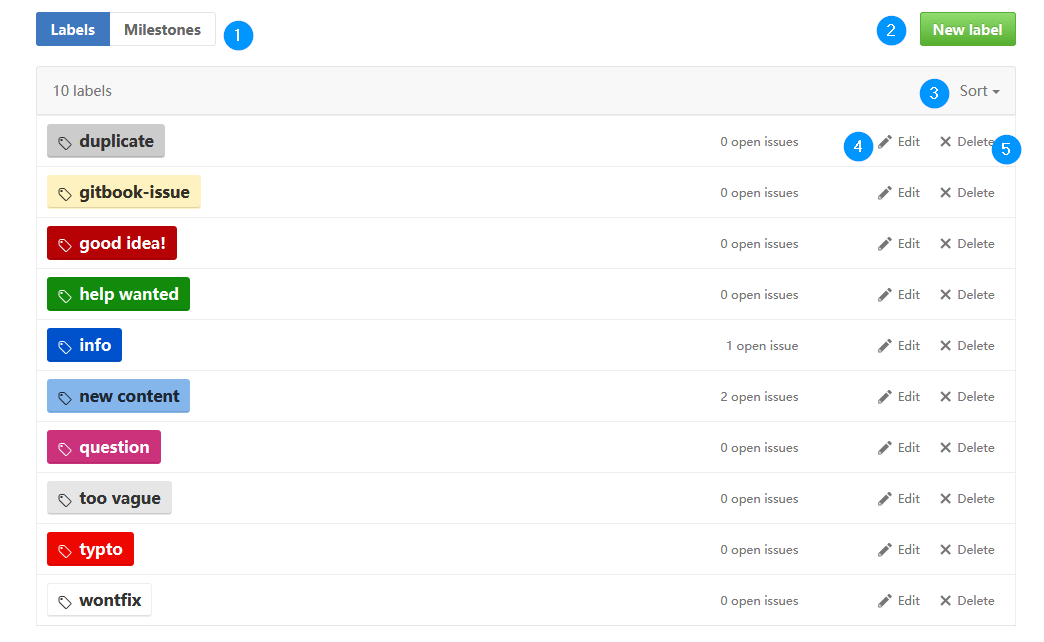 Labels Milestones 1 2 New label
10 labels 3 Sort
duplicate 0 open issues 4 Edit Delete 5
gitbook-issue 0 open issues Edit Delete
good idea! 0 open issues Edit Delete
help wanted 0 open issues Edit Delete
info 1 open issue Edit Delete
new content 2 open issues Edit Delete
question 0 open issues Edit Delete
too vague 0 open issues Edit Delete
typto 0 open issues Edit Delete
wontfix 0 open issues Edit Delete